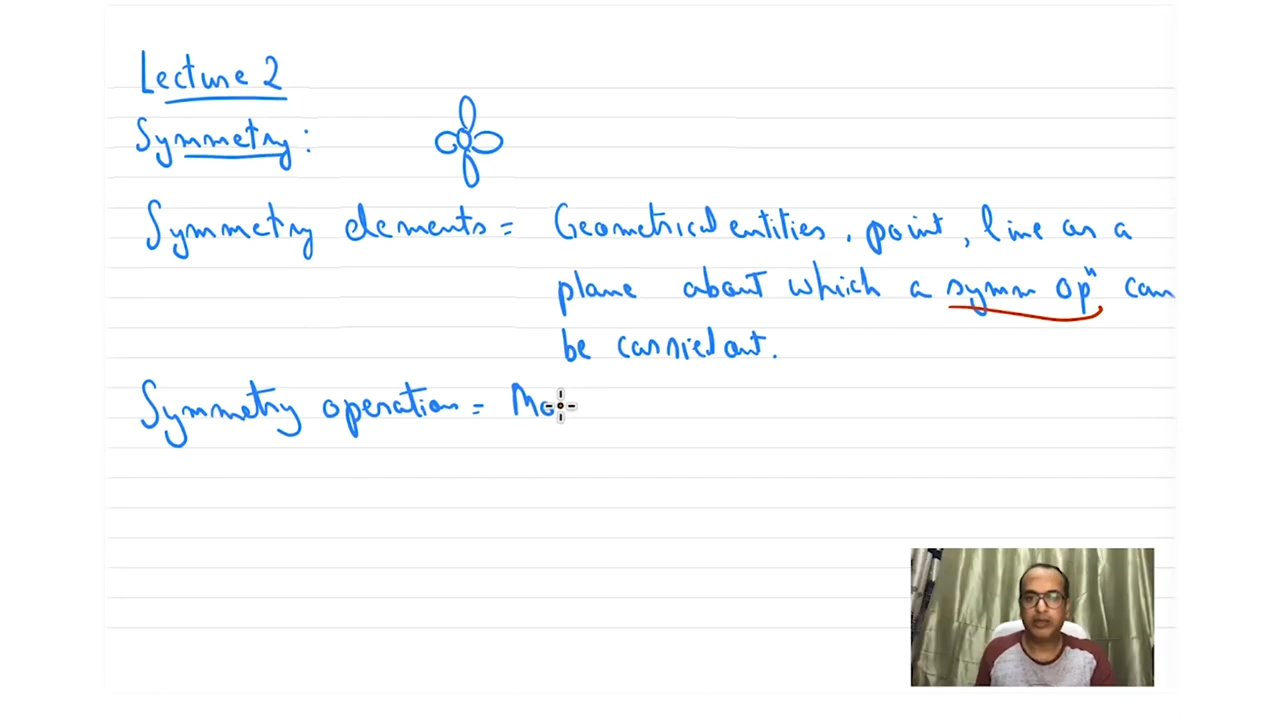 Lecture 2
Symmetry:
Symmetry elements = Geometrical entities, point, line or a
plane about which a symm opⁿ can
be carried out.
Symmetry operation = Mo